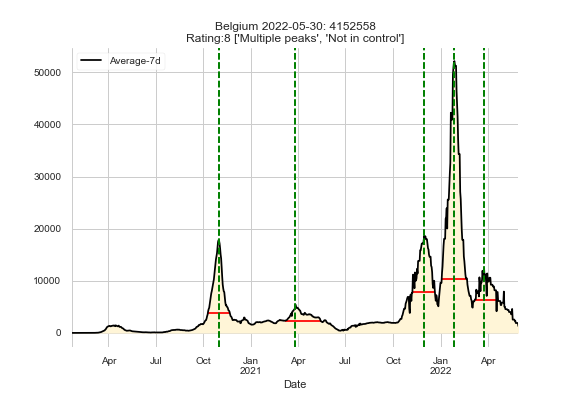 Belgium 2022-05-30: 4152558
Rating:8 ['Multiple peaks', 'Not in control']
Average-7d
50000
40000
30000
20000
10000
0
Apr Jul Oct Jan Apr Jul Oct Jan Apr
2021 2022
Date